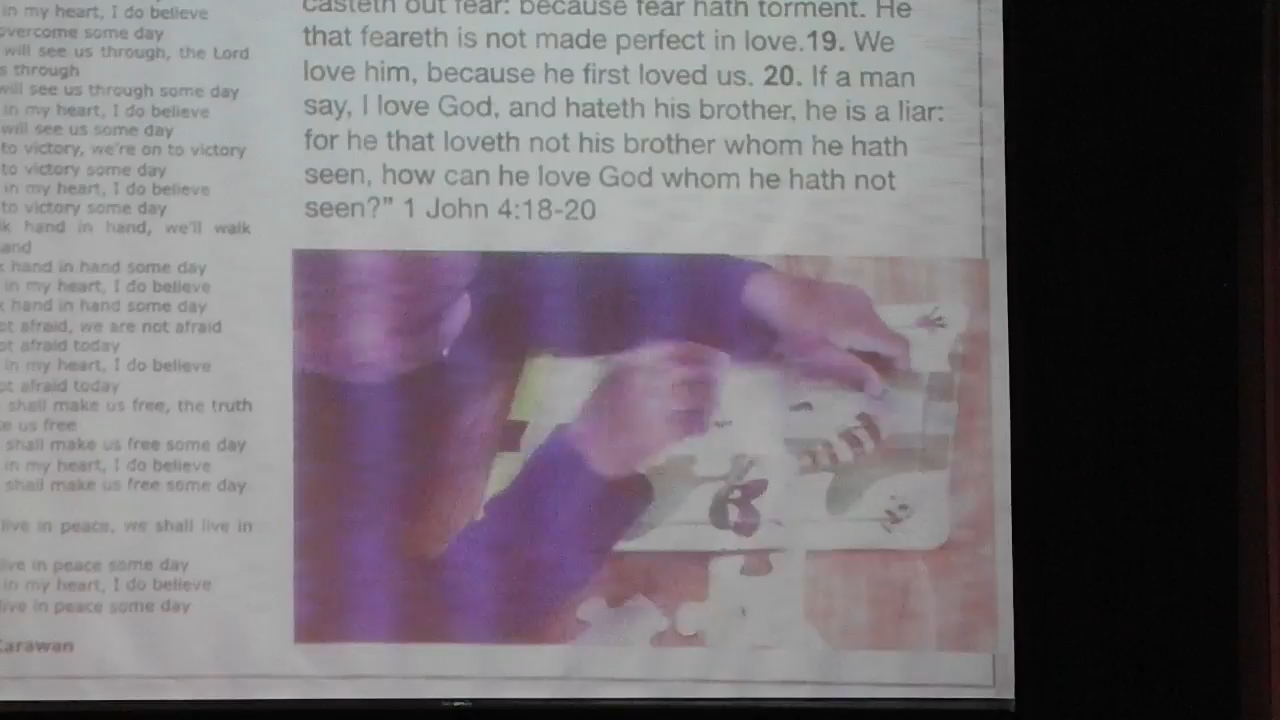 in my heart, I do believe
overcome some day
will see us through, the Lord
s through
will see us through some day
in my heart, I do believe
will see us some day
to victory, we're on to victory
to victory some day
in my heart, I do believe
to victory some day
k hand in hand, we'll walk
and
k hand in hand some day
in my heart, I do believe
k hand in hand some day
ot afraid, we are not afraid
ot afraid today
in my heart, I do believe
ot afraid today
shall make us free, the truth
e us free
shall make us free some day
in my heart, I do believe
shall make us free some day
live in peace, we shall live in
live in peace some day
in my heart, I do believe
live in peace some day
Carawan
casteth out fear: because fear hath torment. He
that feareth is not made perfect in love.19. We
love him, because he first loved us. 20. If a man
say, I love God, and hateth his brother, he is a liar:
for he that loveth not his brother whom he hath
seen, how can he love God whom he hath not
seen?” 1 John 4:18-20